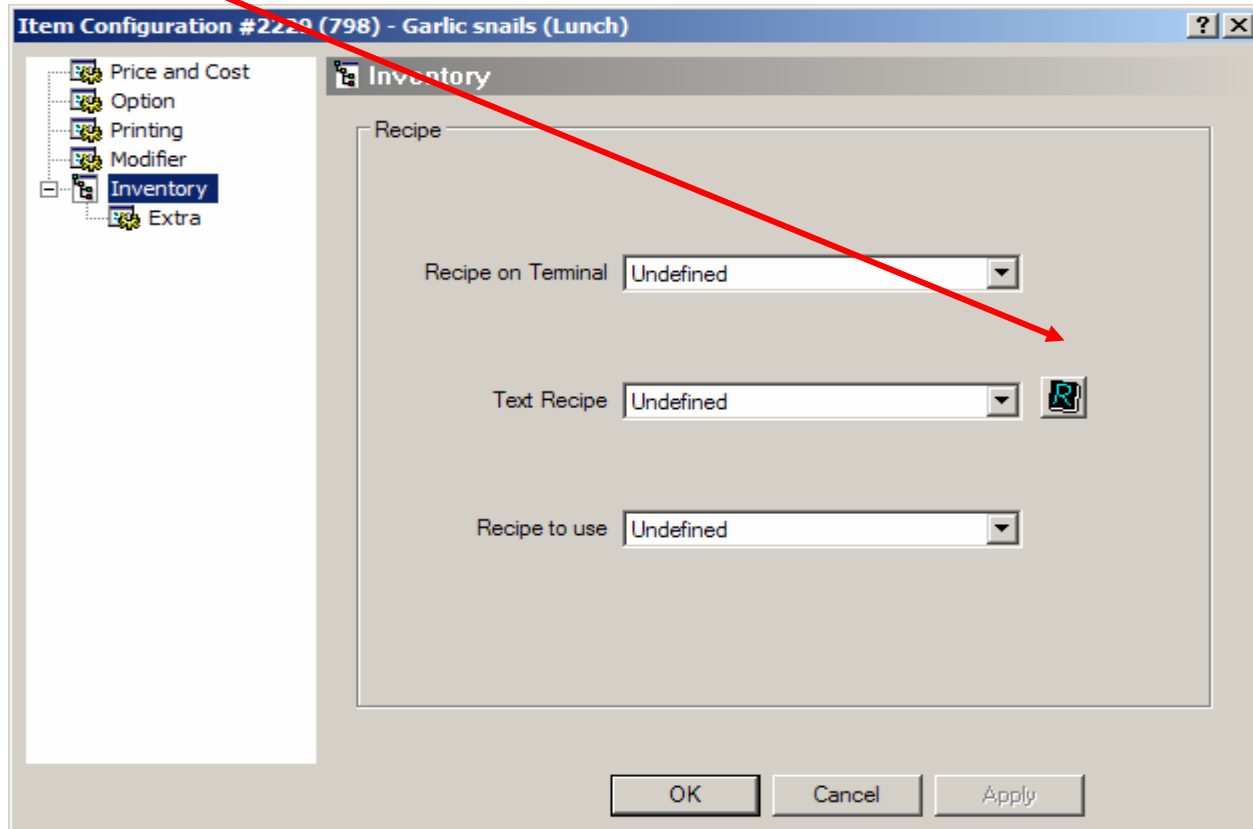 Item Configuration #2229 (798) - Garlic snails (Lunch)
Price and Cost
Option
Printing
Modifier
Inventory
Extra
Inventory
Recipe
Recipe on Terminal Undefined
Text Recipe Undefined
R
Recipe to use Undefined
OK Cancel Apply